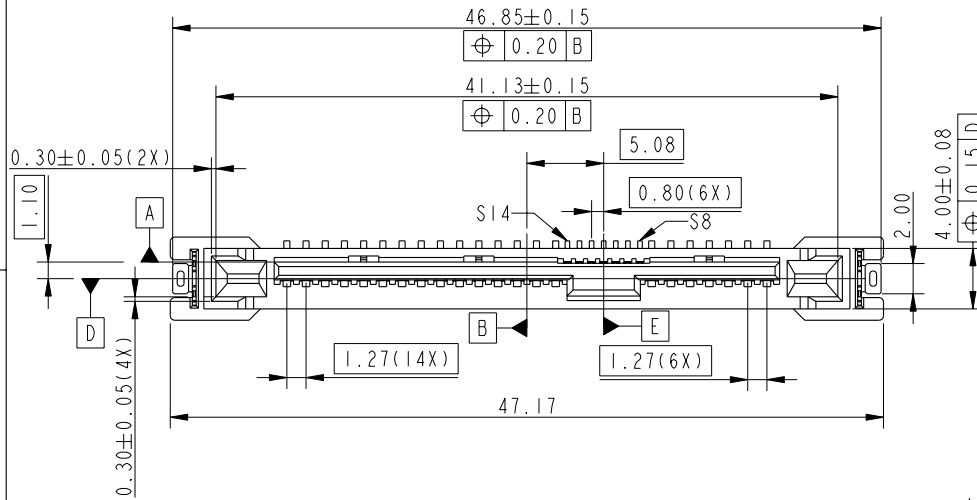 46.85±0.15
⌖ 0.20 B
41.13±0.15
⌖ 0.20 B
0.30±0.05(2X)
5.08
1.10
0.80(6X)
A
S14
S8
2.00
4.00±0.08
⌖ 0.15 D
D
B
E
1.27(14X)
1.27(6X)
0.30±0.05(4X)
47.17